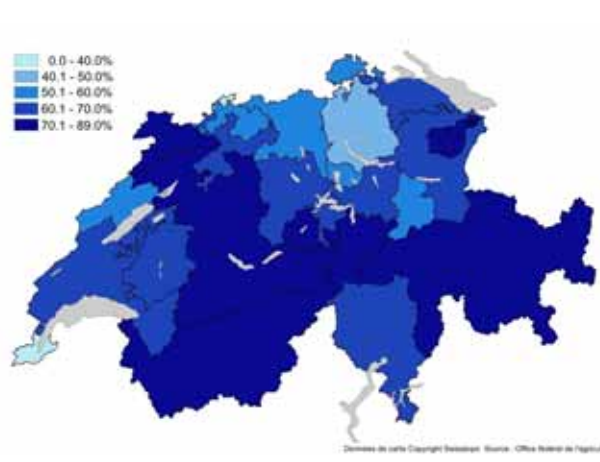 0.0 - 40.0%
40.1 - 50.0%
50.1 - 60.0%
60.1 - 70.0%
70.1 - 89.0%
Données de carte Copyright Swisstopo Source : Office fédéral de l'agricu